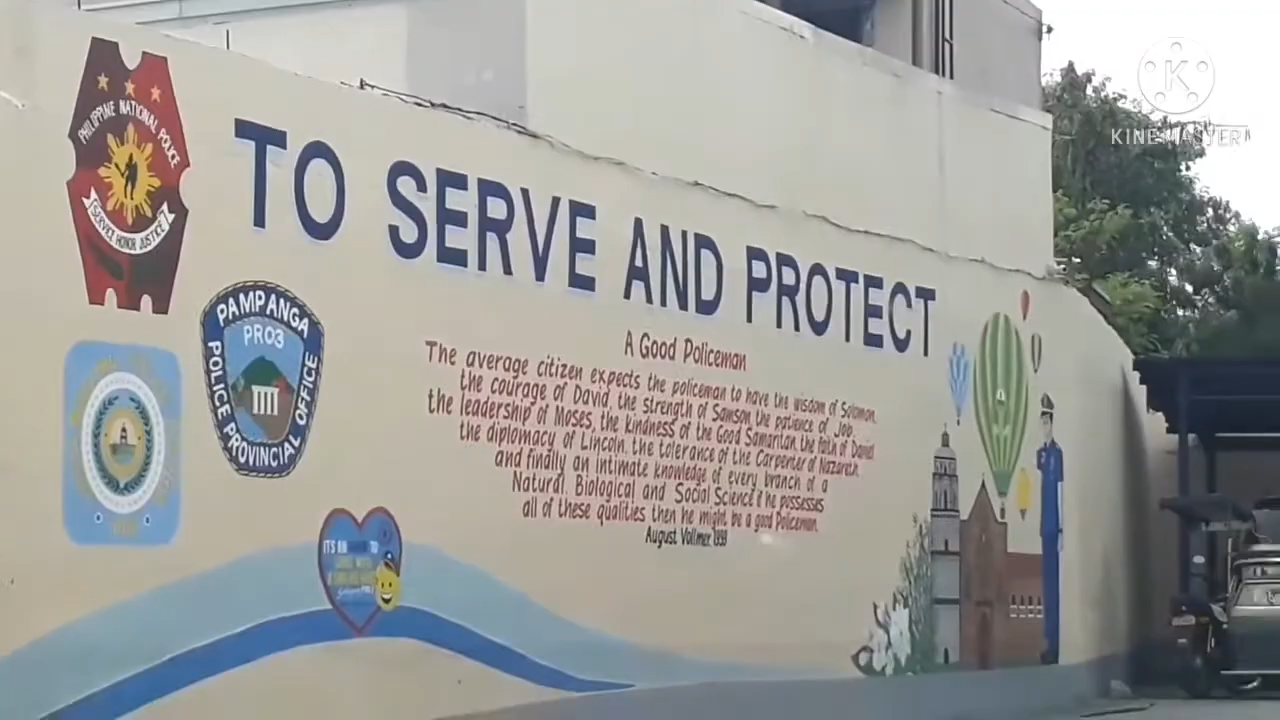 PHILIPPINE NATIONAL POLICE
SERVICE HONOR JUSTICE
TO SERVE AND PROTECT
KINEMASTER
PAMPANGA
PRO3
POLICE PROVINCIAL OFFICE
A Good Policeman
The average citizen expects the policeman to have the wisdom of Solomon,
the courage of David, the strength of Samson, the patience of Job,
the leadership of Moses, the kindness of the Good Samaritan, the faith of Daniel
the diplomacy of Lincoln, the tolerance of the Carpenter of Nazareth,
and finally an intimate knowledge of every branch of a
Natural, Biological and Social Science if he possesses
all of these qualities then he might be a good Policeman.
August Vollmer
IT'S AN
TO